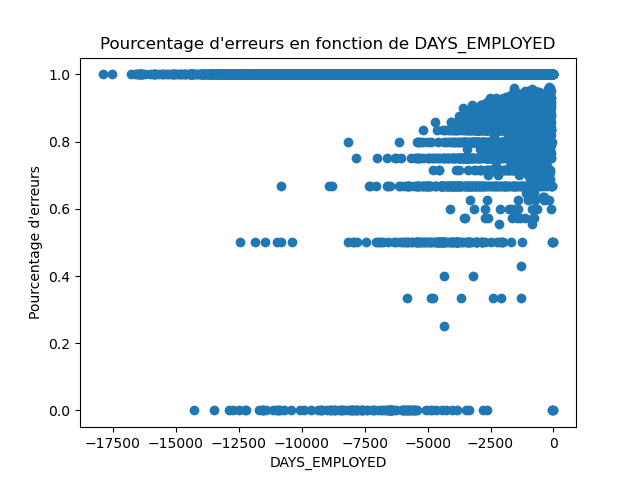 Pourcentage d'erreurs en fonction de DAYS_EMPLOYED
1.0
0.8
0.6
0.4
0.2
0.0
Pourcentage d'erreurs
−17500 −15000 −12500 −10000 −7500 −5000 −2500 0
DAYS_EMPLOYED